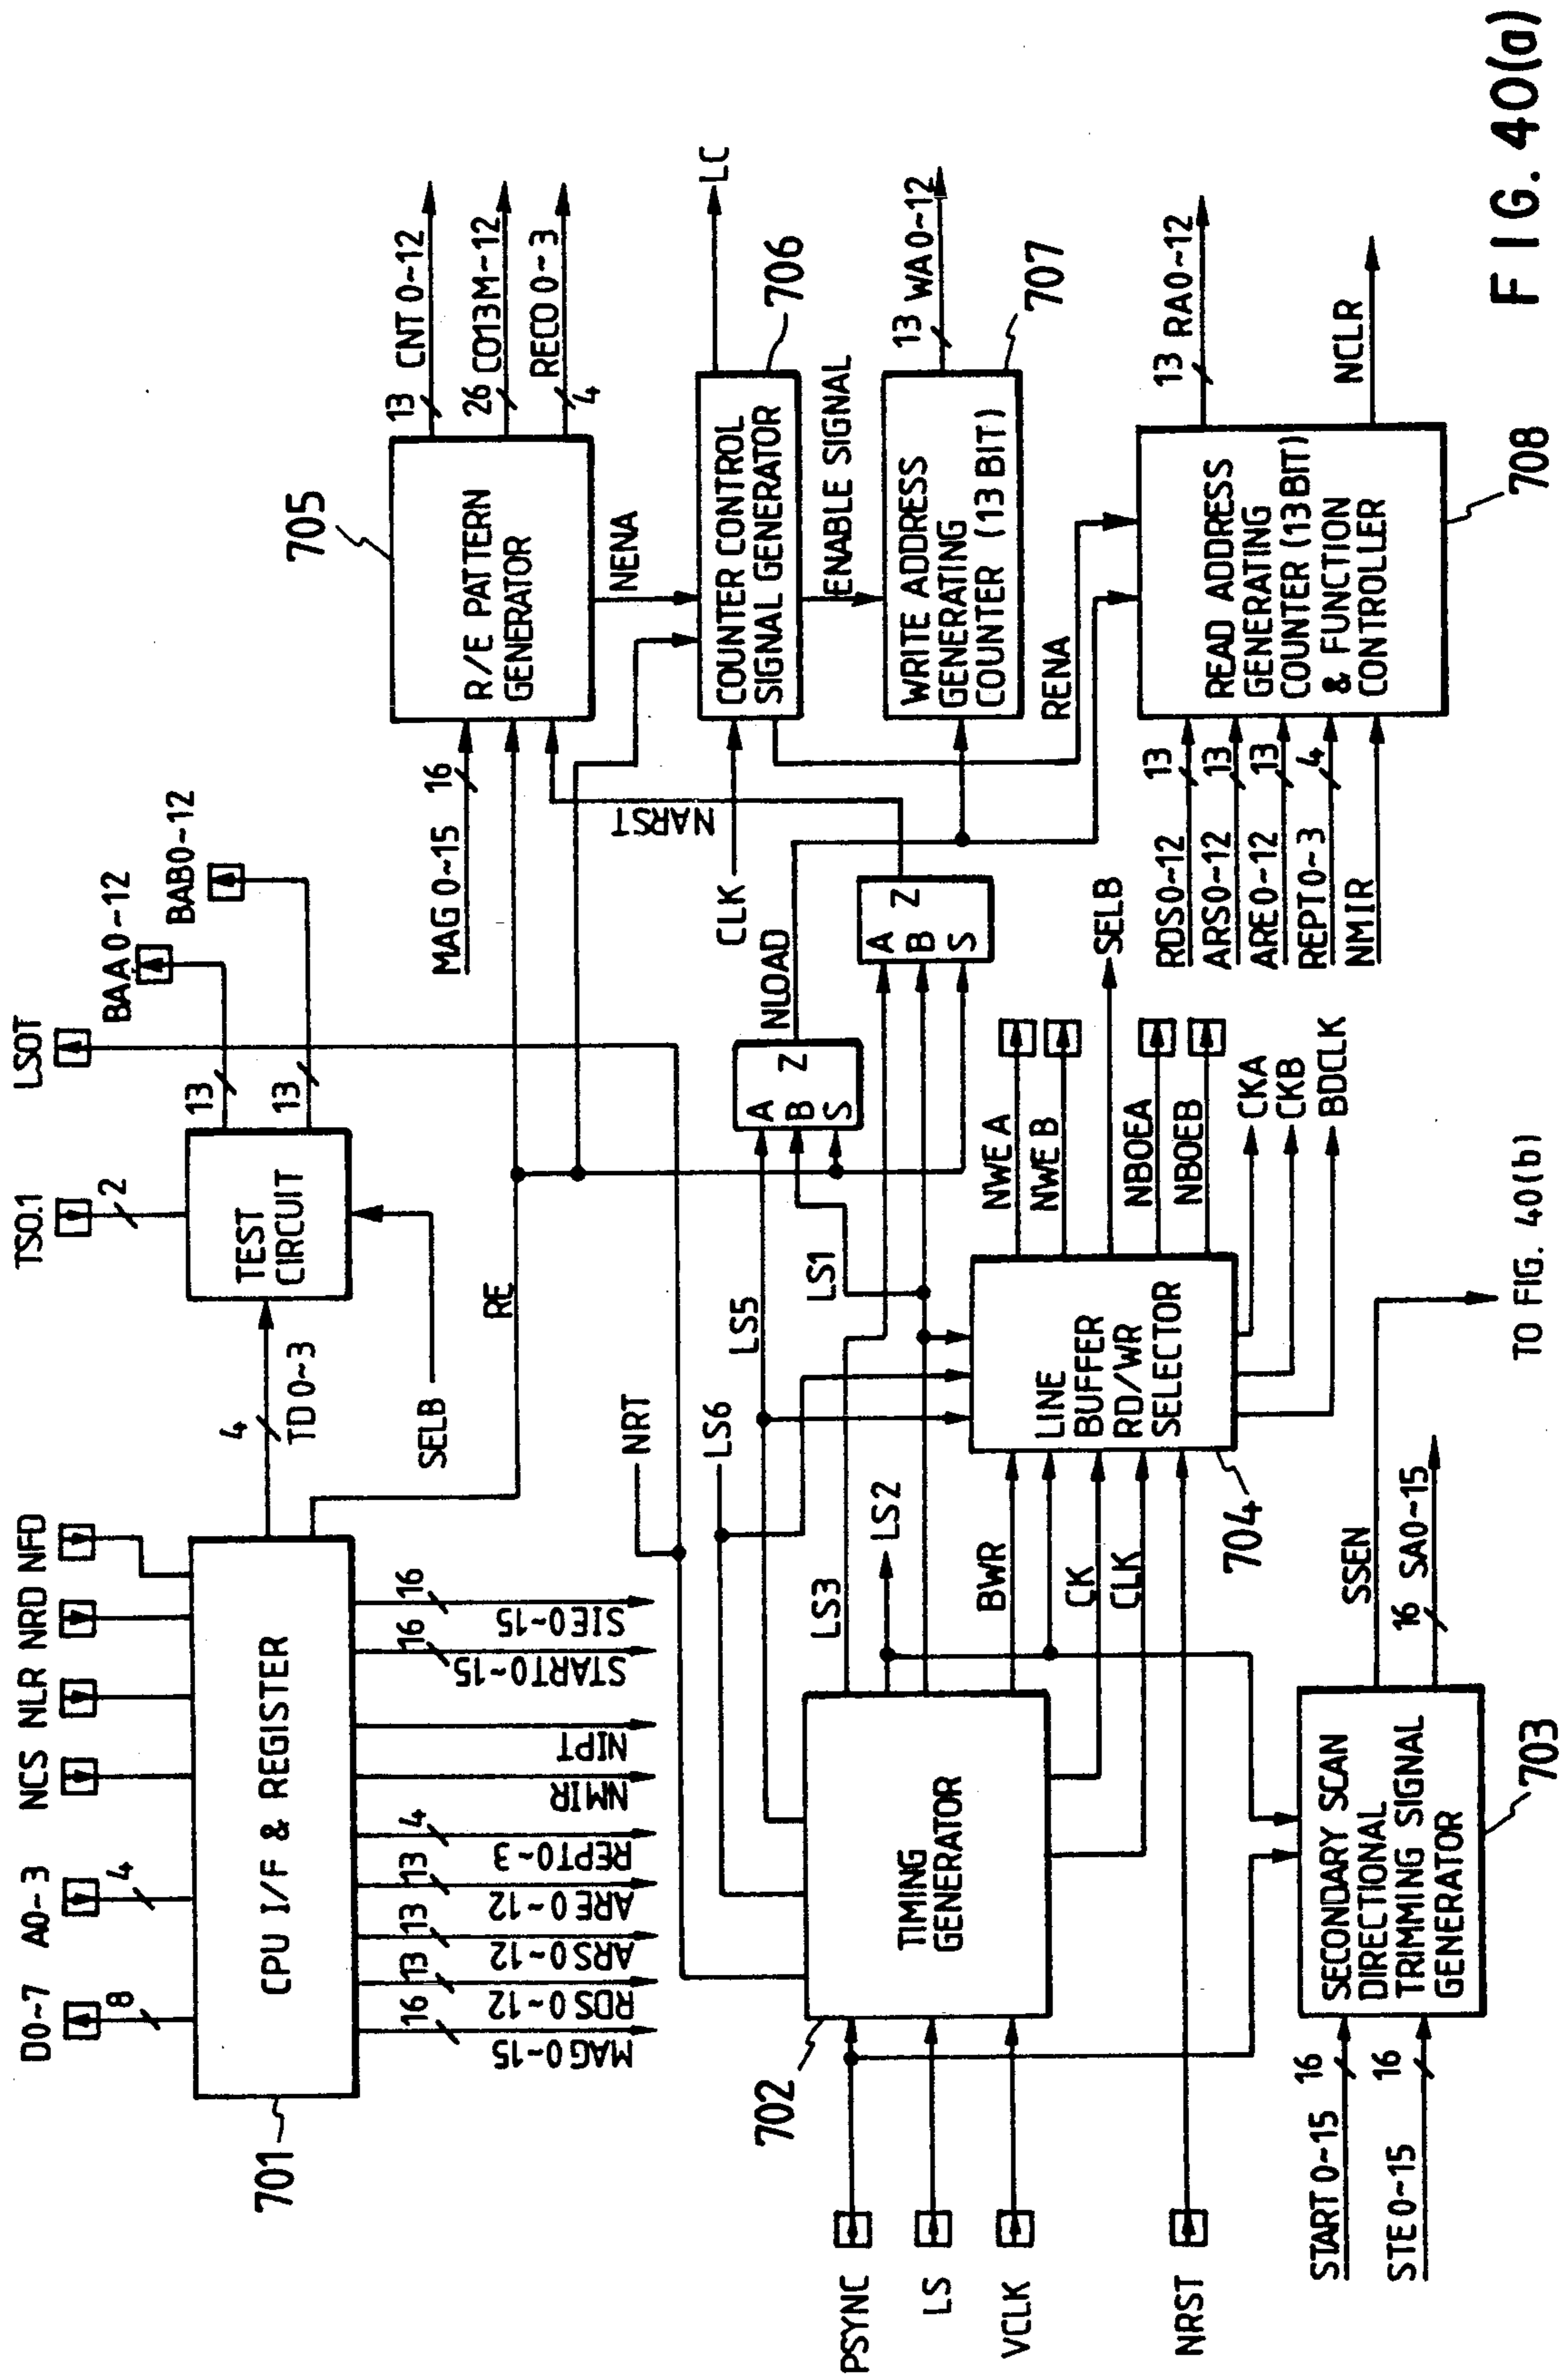 D0~7
A0~3
NCS
NLR
NRD
NFD
TS0.1
LSOT
BAA0~12
BAB0~12
8
4
4
TD0~3
2
13
13
701
CPU I/F & REGISTER
TEST
CIRCUIT
SELB
RE
MAG0~15
16
RDS0~12
13
ARS0~12
13
ARE0~12
13
REPT0~3
4
NMIR
NIPT
START0~15
16
SIE0~15
16
MAG0~15
16
705
R/E PATTERN
GENERATOR
13
CNT0~12
26
CO13M~12
RECO0~3
4
NENA
NRT
LS6
LS5
LS1
NLOAD
A
B
S
Z
A
B
S
Z
NARST
CLK
COUNTER CONTROL
SIGNAL GENERATOR
706
LC
ENABLE SIGNAL
WRITE ADDRESS
GENERATING
COUNTER (13BIT)
13
WA0~12
707
RENA
702
TIMING
GENERATOR
LS3
LS2
BWR
CK
CLK
LINE
BUFFER
RD/WR
SELECTOR
704
NWEA
NWEB
SELB
NBOEA
NBOEB
CKA
CKB
BDCLK
RDS0~12
13
ARS0~12
13
ARE0~12
13
REPT0~3
4
NMIR
READ ADDRESS
GENERATING
COUNTER (13BIT)
& FUNCTION
CONTROLLER
13
RA0~12
NCLR
708
PSYNC
LS
VCLK
NRST
START0~15
16
STE0~15
16
SECONDARY SCAN
DIRECTIONAL
TRIMMING SIGNAL
GENERATOR
703
SSEN
16
SA0~15
TO FIG. 40(b)
FIG. 40(a)